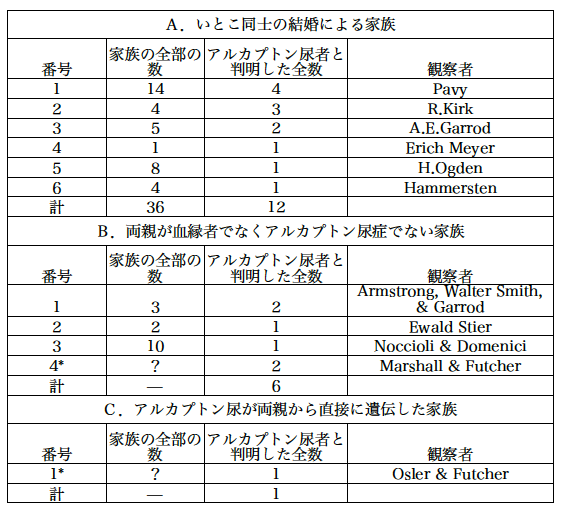 A．いとこ同士の結婚による家族
番号 家族の全部の数 アルカプトン尿者と判明した全数 観察者
1 14 4 Pavy
2 4 3 R.Kirk
3 5 2 A.E.Garrod
4 1 1 Erich Meyer
5 8 1 H.Ogden
6 4 1 Hammersten
計 36 12
B．両親が血縁者でなくアルカプトン尿症でない家族
番号 家族の全部の数 アルカプトン尿者と判明した全数 観察者
1 3 2 Armstrong, Walter Smith, & Garrod
2 2 1 Ewald Stier
3 10 1 Noccioli & Domenici
4* ? 2 Marshall & Futcher
計 — 6
C．アルカプトン尿が両親から直接に遺伝した家族
番号 家族の全部の数 アルカプトン尿者と判明した全数 観察者
1* ? 1 Osler & Futcher
計 — 1